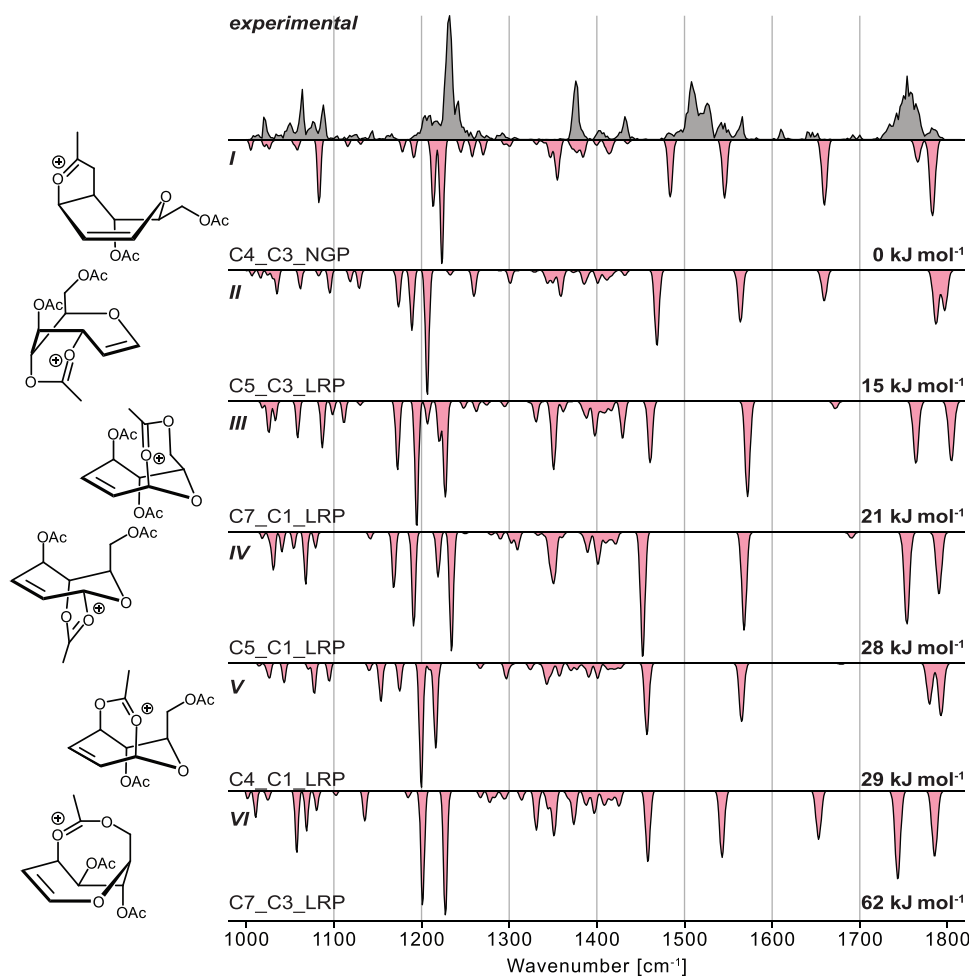 experimental
I
O
O
OAc
OAc
C4_C3_NGP
0 kJ mol⁻¹
OAc
OAc
O
O
O
II
C5_C3_LRP
15 kJ mol⁻¹
O
OAc
O
O
OAc
III
C7_C1_LRP
21 kJ mol⁻¹
OAc
OAc
O
O
O
IV
C5_C1_LRP
28 kJ mol⁻¹
O
O
OAc
O
OAc
V
C4_C1_LRP
29 kJ mol⁻¹
O
O
OAc
O
OAc
VI
C7_C3_LRP
62 kJ mol⁻¹
1000 1100 1200 1300 1400 1500 1600 1700 1800
Wavenumber [cm⁻¹]